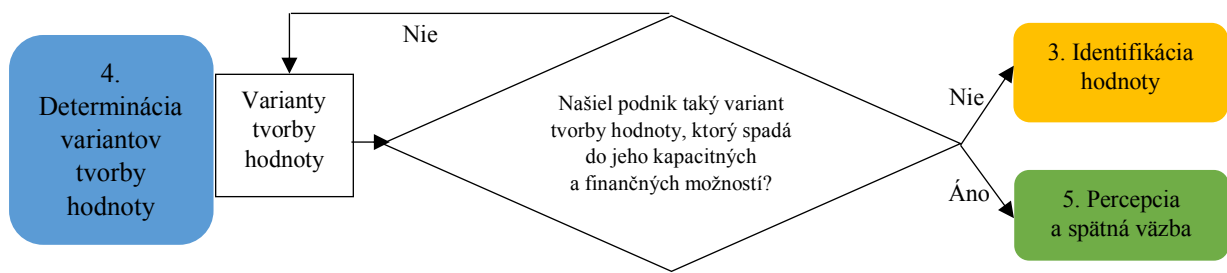 4.
Determinácia
variantov
tvorby
hodnoty
Varianty
tvorby
hodnoty
Nie
Našiel podnik taký variant
tvorby hodnoty, ktorý spadá
do jeho kapacitných
a finančných možností?
Nie
Áno
3. Identifikácia
hodnoty
5. Percepcia
a spätná väzba